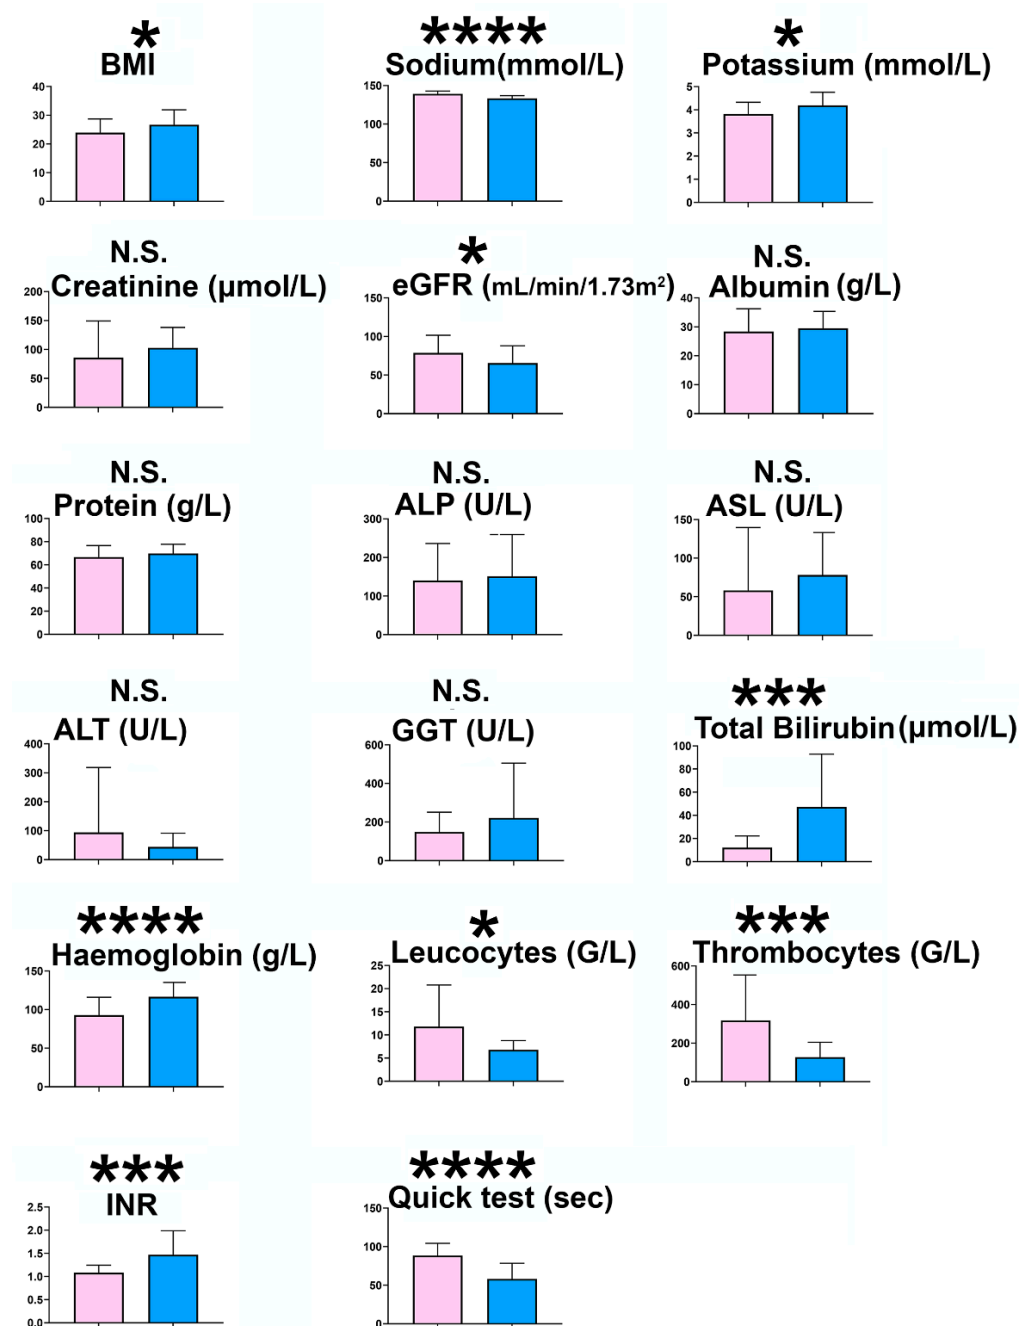 * **** *
BMI Sodium(mmol/L) Potassium (mmol/L)
40 150 5
30 100 4
20 50 3
10 0 2
0 1
0
N.S. * N.S.
Creatinine (µmol/L) eGFR (mL/min/1.73m²) Albumin (g/L)
200 150 40
150 100 30
100 50 20
50 0 10
0 0
N.S. N.S. N.S.
Protein (g/L) ALP (U/L) ASL (U/L)
100 300 150
80 200 100
60 100 50
40 0 0
20
0
N.S. N.S. ***
ALT (U/L) GGT (U/L) Total Bilirubin (µmol/L)
400 600 100
300 400 80
200 200 60
100 0 40
0 20
0
**** * ***
Haemoglobin (g/L) Leucocytes (G/L) Thrombocytes (G/L)
150 25 600
100 20 400
50 15 200
0 10 0
5
0
*** ****
INR Quick test (sec)
2.5 150
2.0 100
1.5 50
1.0 0
0.5
0.0